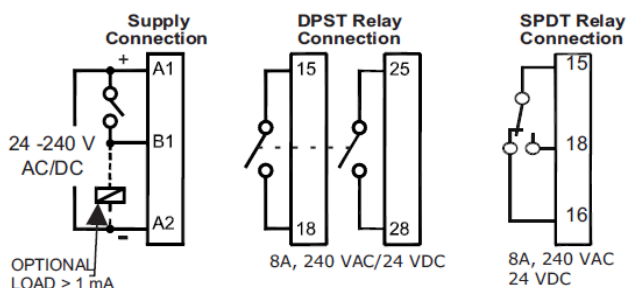 Supply
Connection
+
A1
24 -240 V
AC/DC
B1
A2
-
OPTIONAL
LOAD > 1 mA
DPST Relay
Connection
15
25
18
28
8A, 240 VAC/24 VDC
SPDT Relay
Connection
15
18
16
8A, 240 VAC
24 VDC